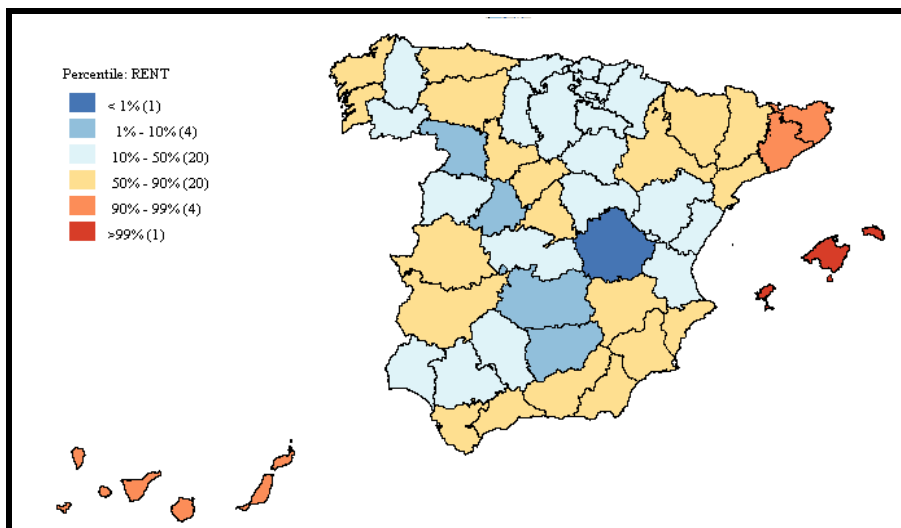 Percentile: RENT
< 1% (1)
1% - 10% (4)
10% - 50% (20)
50% - 90% (20)
90% - 99% (4)
>99% (1)